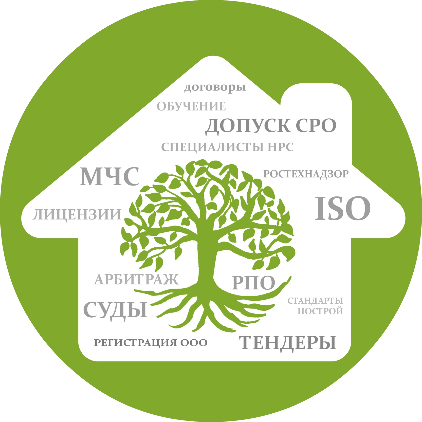 договоры
ОБУЧЕНИЕ
ДОПУСК СРО
СПЕЦИАЛИСТЫ НРС
МЧС
РОСТЕХНАДЗОР
ЛИЦЕНЗИИ
ISO
АРБИТРАЖ
РПО
СУДЫ
СТАНДАРТЫ
НОСТРОЙ
РЕГИСТРАЦИЯ ООО
ТЕНДЕРЫ